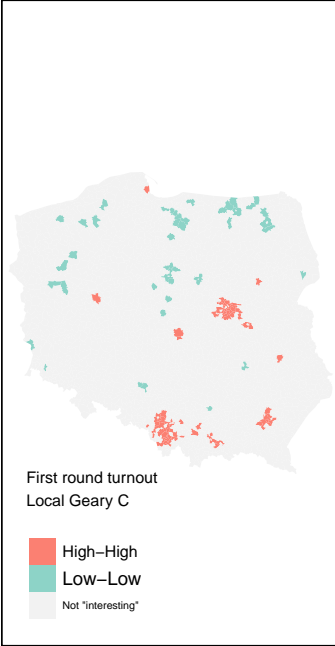 First round turnout
Local Geary C
High−High
Low−Low
Not "interesting"